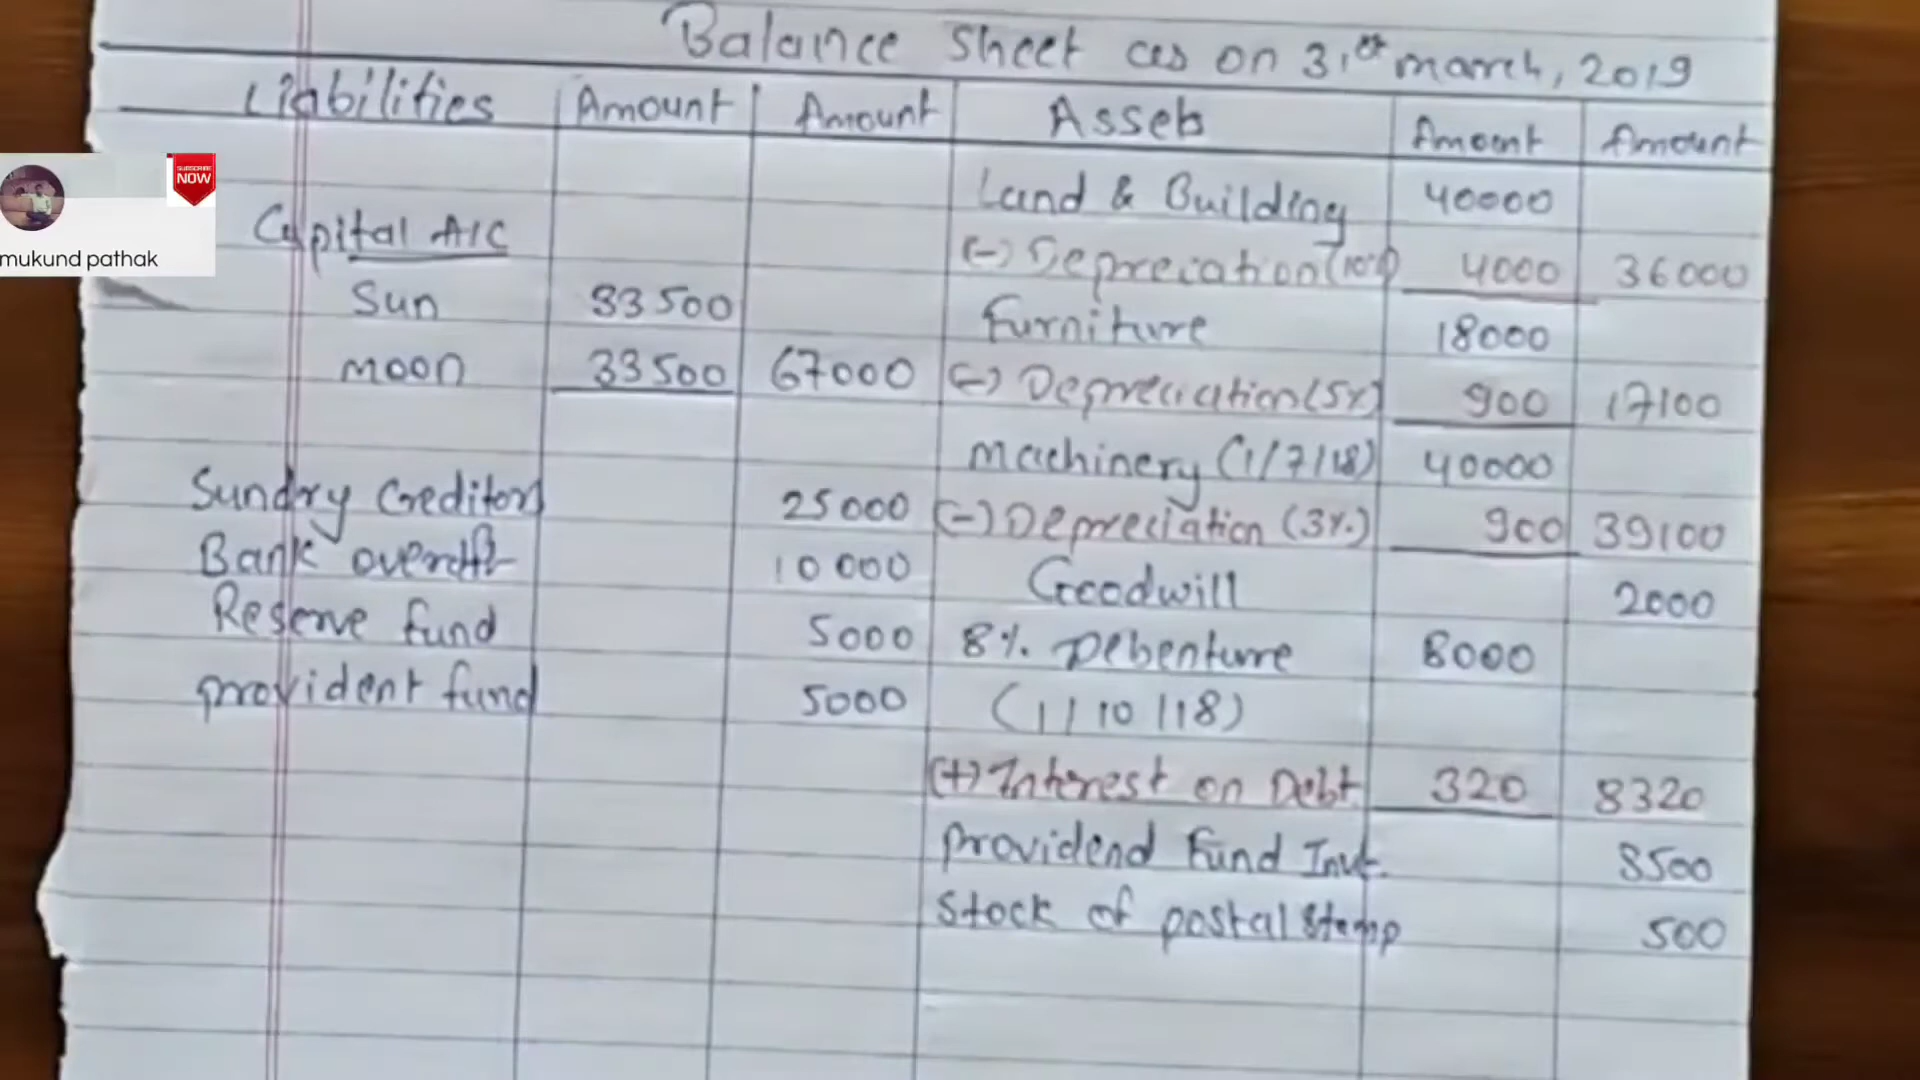 Balance Sheet as on 31st march, 2019
Liabilities Amount Amount Assets Amount Amount
Land & Building 40000
SUBSCRIBE NOW
Capital A/C (-) Depreciation (10%) 4000 36000
mukund pathak
Sun 33500 Furniture 18000
moon 33500 67000 (-) Depreciation (5%) 900 17100
Machinery (1/7/18) 40000
Sundry Creditors 25000 (-) Depreciation (3%) 900 39100
Bank overdft 10000 Goodwill 2000
Reserve fund 5000 8% Debenture 8000
provident fund 5000 (1/10/18)
(+) Interest on Debt. 320 8320
Providend Fund Invt. 8500
Stock of postal stamp 500